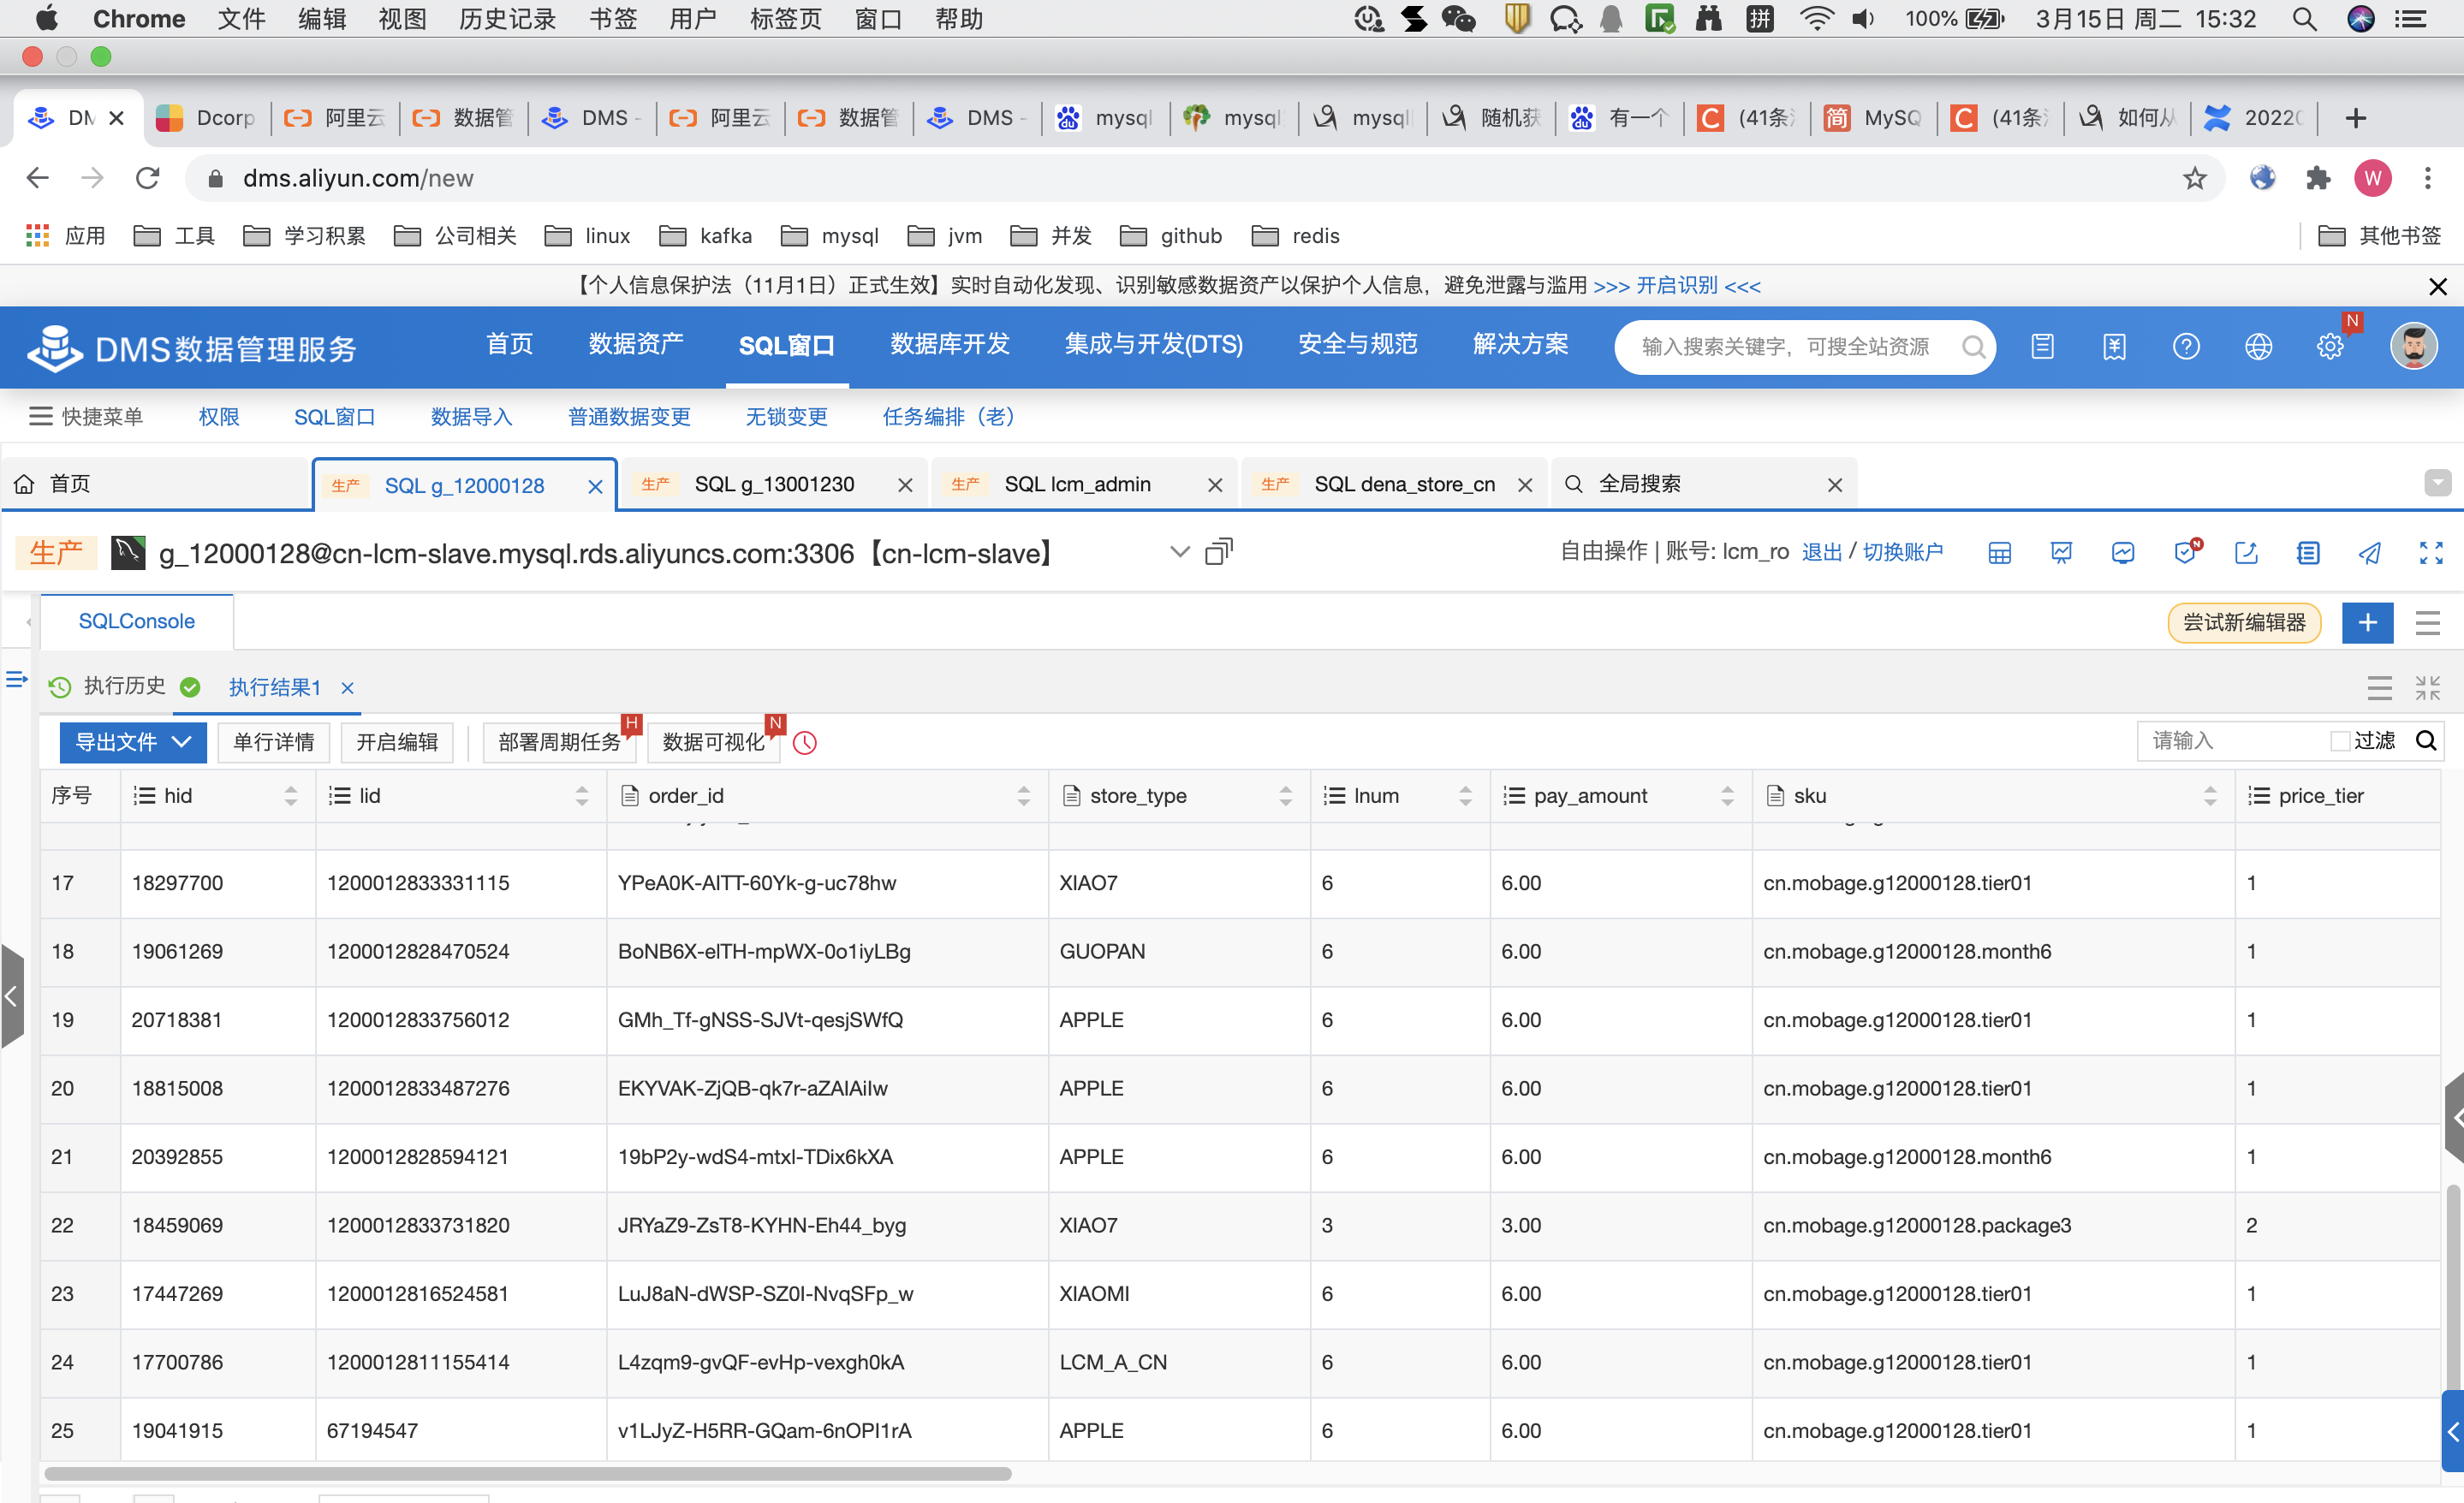 Chrome 文件 编辑 视图 历史记录 书签 用户 标签页 窗口 帮助 拼 100% 3月15日 周二 15:32
DM Dcorp 阿里云 数据管 DMS - 阿里云 数据管 DMS - mysql mysql mysql 随机获 有一个 (41条 简 MySQ (41条 如何从 20220
dms.aliyun.com/new W
应用 工具 学习积累 公司相关 linux kafka mysql jvm 并发 github redis 其他书签
【个人信息保护法（11月1日）正式生效】实时自动化发现、识别敏感数据资产以保护个人信息，避免泄露与滥用 >>> 开启识别 <<<
DMS数据管理服务 首页 数据资产 SQL窗口 数据库开发 集成与开发(DTS) 安全与规范 解决方案 输入搜索关键字，可搜全站资源 N
快捷菜单 权限 SQL窗口 数据导入 普通数据变更 无锁变更 任务编排（老）
首页 生产 SQL g_12000128 生产 SQL g_13001230 生产 SQL lcm_admin 生产 SQL dena_store_cn 全局搜索
生产 g_12000128@cn-lcm-slave.mysql.rds.aliyuncs.com:3306【cn-lcm-slave】 自由操作 | 账号: lcm_ro 退出 / 切换账户 N
SQLConsole 尝试新编辑器
执行历史 执行结果1
导出文件 单行详情 开启编辑 部署周期任务 H 数据可视化 N 请输入 过滤
序号 hid lid order_id store_type lnum pay_amount sku price_tier
17 18297700 1200012833331115 YPeA0K-AITT-60Yk-g-uc78hw XIAO7 6 6.00 cn.mobage.g12000128.tier01 1
18 19061269 1200012828470524 BoNB6X-elTH-mpWX-0o1iyLBg GUOPAN 6 6.00 cn.mobage.g12000128.month6 1
19 20718381 1200012833756012 GMh_Tf-gNSS-SJVt-qesjSWfQ APPLE 6 6.00 cn.mobage.g12000128.tier01 1
20 18815008 1200012833487276 EKYVAK-ZjQB-qk7r-aZAIAiIw APPLE 6 6.00 cn.mobage.g12000128.tier01 1
21 20392855 1200012828594121 19bP2y-wdS4-mtxl-TDix6kXA APPLE 6 6.00 cn.mobage.g12000128.month6 1
22 18459069 1200012833731820 JRYaZ9-ZsT8-KYHN-Eh44_byg XIAO7 3 3.00 cn.mobage.g12000128.package3 2
23 17447269 1200012816524581 LuJ8aN-dWSP-SZ0I-NvqSFp_w XIAOMI 6 6.00 cn.mobage.g12000128.tier01 1
24 17700786 1200012811155414 L4zqm9-gvQF-evHp-vexgh0kA LCM_A_CN 6 6.00 cn.mobage.g12000128.tier01 1
25 19041915 67194547 v1LJyZ-H5RR-GQam-6nOPI1rA APPLE 6 6.00 cn.mobage.g12000128.tier01 1